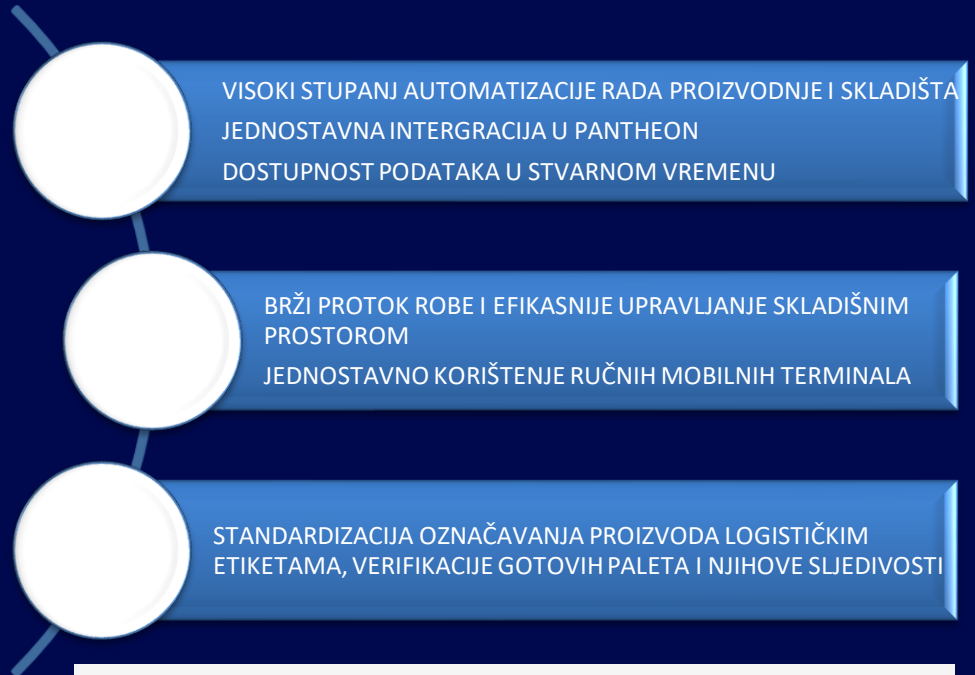 VISOKI STUPANJ AUTOMATIZACIJE RADA PROIZVODNJE I SKLADIŠTA
JEDNOSTAVNA INTERGRACIJA U PANTHEON
DOSTUPNOST PODATAKA U STVARNOM VREMENU
BRŽI PROTOK ROBE I EFIKASNIJE UPRAVLJANJE SKLADIŠNIM
PROSTOROM
JEDNOSTAVNO KORIŠTENJE RUČNIH MOBILNIH TERMINALA
STANDARDIZACIJA OZNAČAVANJA PROIZVODA LOGISTIČKIM
ETIKETAMA, VERIFIKACIJE GOTOVIH PALETA I NJIHOVE SLJEDIVOSTI